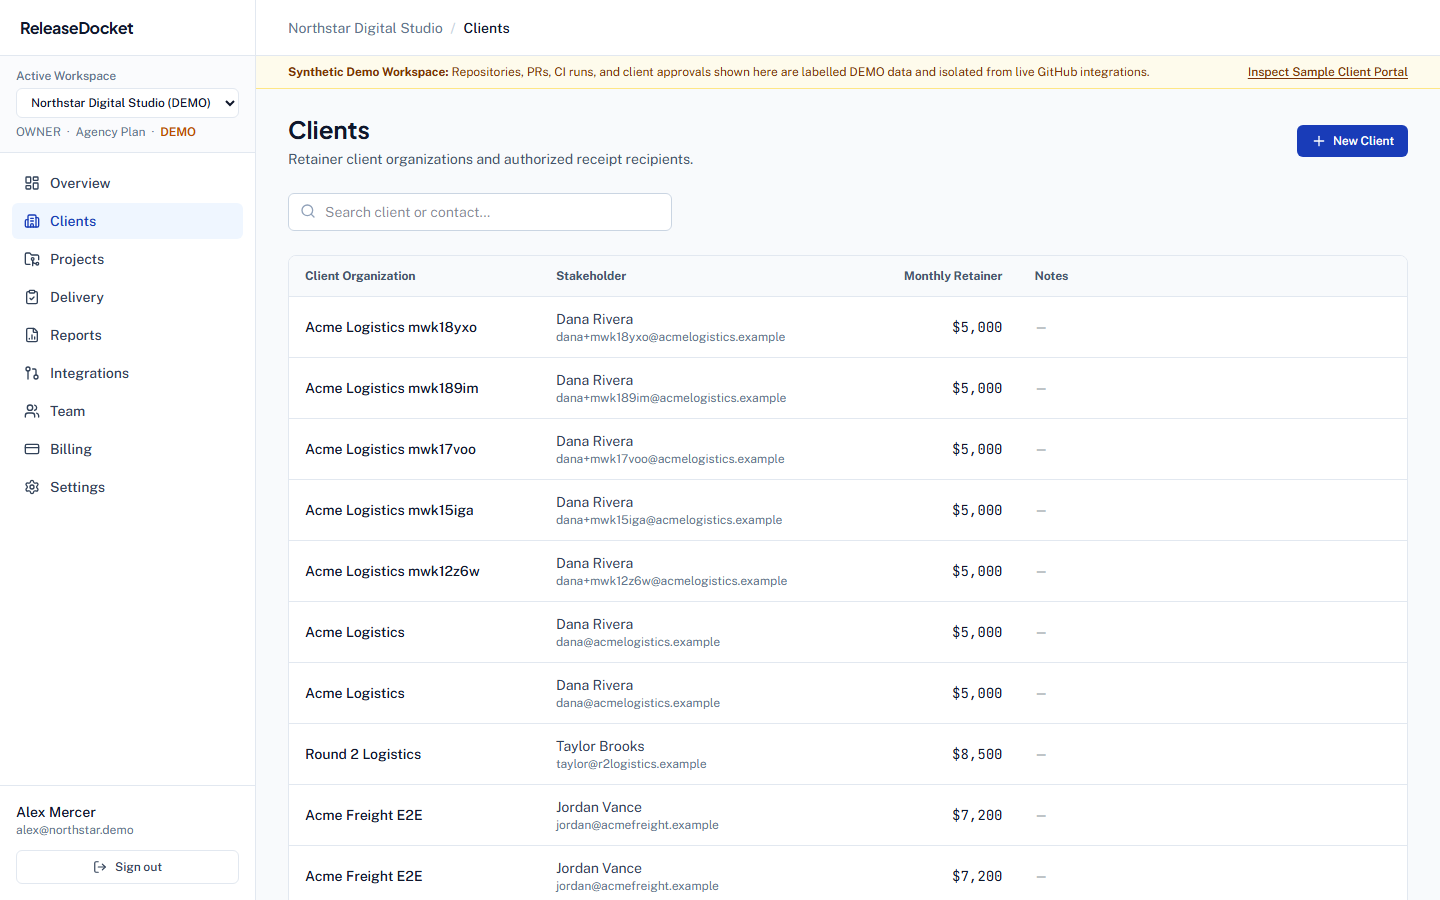 ReleaseDocket
Northstar Digital Studio / Clients
Active Workspace
Northstar Digital Studio (DEMO)
OWNER · Agency Plan · DEMO
Synthetic Demo Workspace: Repositories, PRs, CI runs, and client approvals shown here are labelled DEMO data and isolated from live GitHub integrations.
Inspect Sample Client Portal
Overview
Clients
Projects
Delivery
Reports
Integrations
Team
Billing
Settings
Alex Mercer
alex@northstar.demo
Sign out
Clients
Retainer client organizations and authorized receipt recipients.
New Client
Search client or contact...
Client Organization Stakeholder Monthly Retainer Notes
Acme Logistics mwk18yxo Dana Rivera $5,000 —
dana+mwk18yxo@acmelogistics.example
Acme Logistics mwk189im Dana Rivera $5,000 —
dana+mwk189im@acmelogistics.example
Acme Logistics mwk17voo Dana Rivera $5,000 —
dana+mwk17voo@acmelogistics.example
Acme Logistics mwk15iga Dana Rivera $5,000 —
dana+mwk15iga@acmelogistics.example
Acme Logistics mwk12z6w Dana Rivera $5,000 —
dana+mwk12z6w@acmelogistics.example
Acme Logistics Dana Rivera $5,000 —
dana@acmelogistics.example
Acme Logistics Dana Rivera $5,000 —
dana@acmelogistics.example
Round 2 Logistics Taylor Brooks $8,500 —
taylor@r2logistics.example
Acme Freight E2E Jordan Vance $7,200 —
jordan@acmefreight.example
Acme Freight E2E Jordan Vance $7,200 —
jordan@acmefreight.example